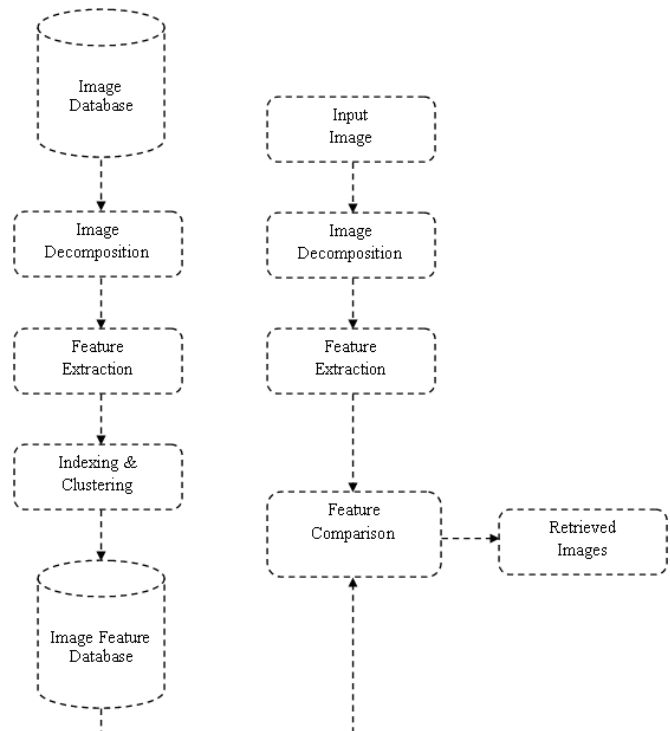 Image
Database
Image
Decomposition
Feature
Extraction
Indexing &
Clustering
Image Feature
Database
Input
Image
Image
Decomposition
Feature
Extraction
Feature
Comparison
Retrieved
Images